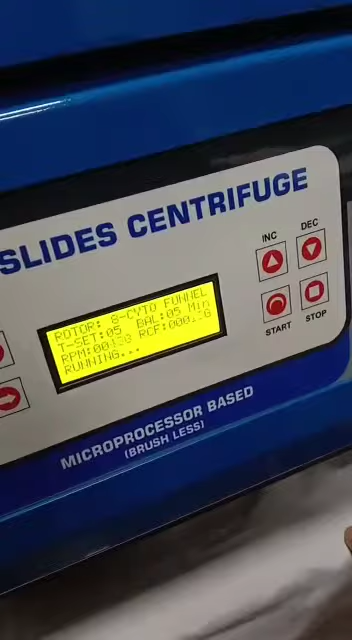 SLIDES CENTRIFUGE
INC DEC
ROTOR: 8-CYTO FUNNEL
T-SET:05 BAL:05 Min
RUNNING...
START STOP
MICROPROCESSOR BASED
(BRUSH LESS)